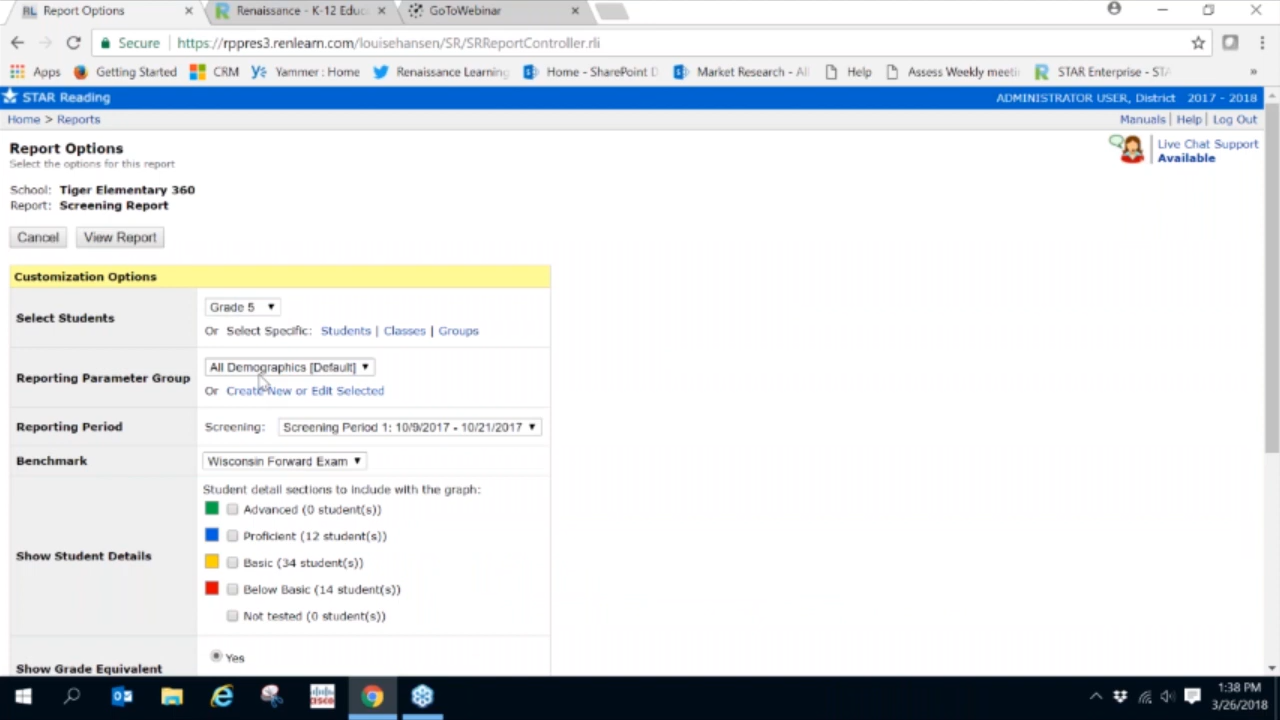 RL Report Options
R Renaissance - K-12 Educ
GoToWebinar
Secure https://rppres3.renlearn.com/louisehansen/SR/SRReportController.rli
Apps Getting Started CRM Yammer : Home Renaissance Learning Home - SharePoint Market Research - All Help Assess Weekly meeti STAR Enterprise - STA »
STAR Reading ADMINISTRATOR USER, District 2017 - 2018
Home > Reports Manuals | Help | Log Out
Report Options
Select the options for this report
Live Chat Support
Available
School: Tiger Elementary 360
Report: Screening Report
Cancel View Report
Customization Options
Select Students
Grade 5
Or Select Specific: Students | Classes | Groups
Reporting Parameter Group
All Demographics [Default]
Or Create New or Edit Selected
Reporting Period Screening: Screening Period 1: 10/9/2017 - 10/21/2017
Benchmark Wisconsin Forward Exam
Show Student Details
Student detail sections to include with the graph:
Advanced (0 student(s))
Proficient (12 student(s))
Basic (34 student(s))
Below Basic (14 student(s))
Not tested (0 student(s))
Show Grade Equivalent
Yes
1:38 PM
3/26/2018